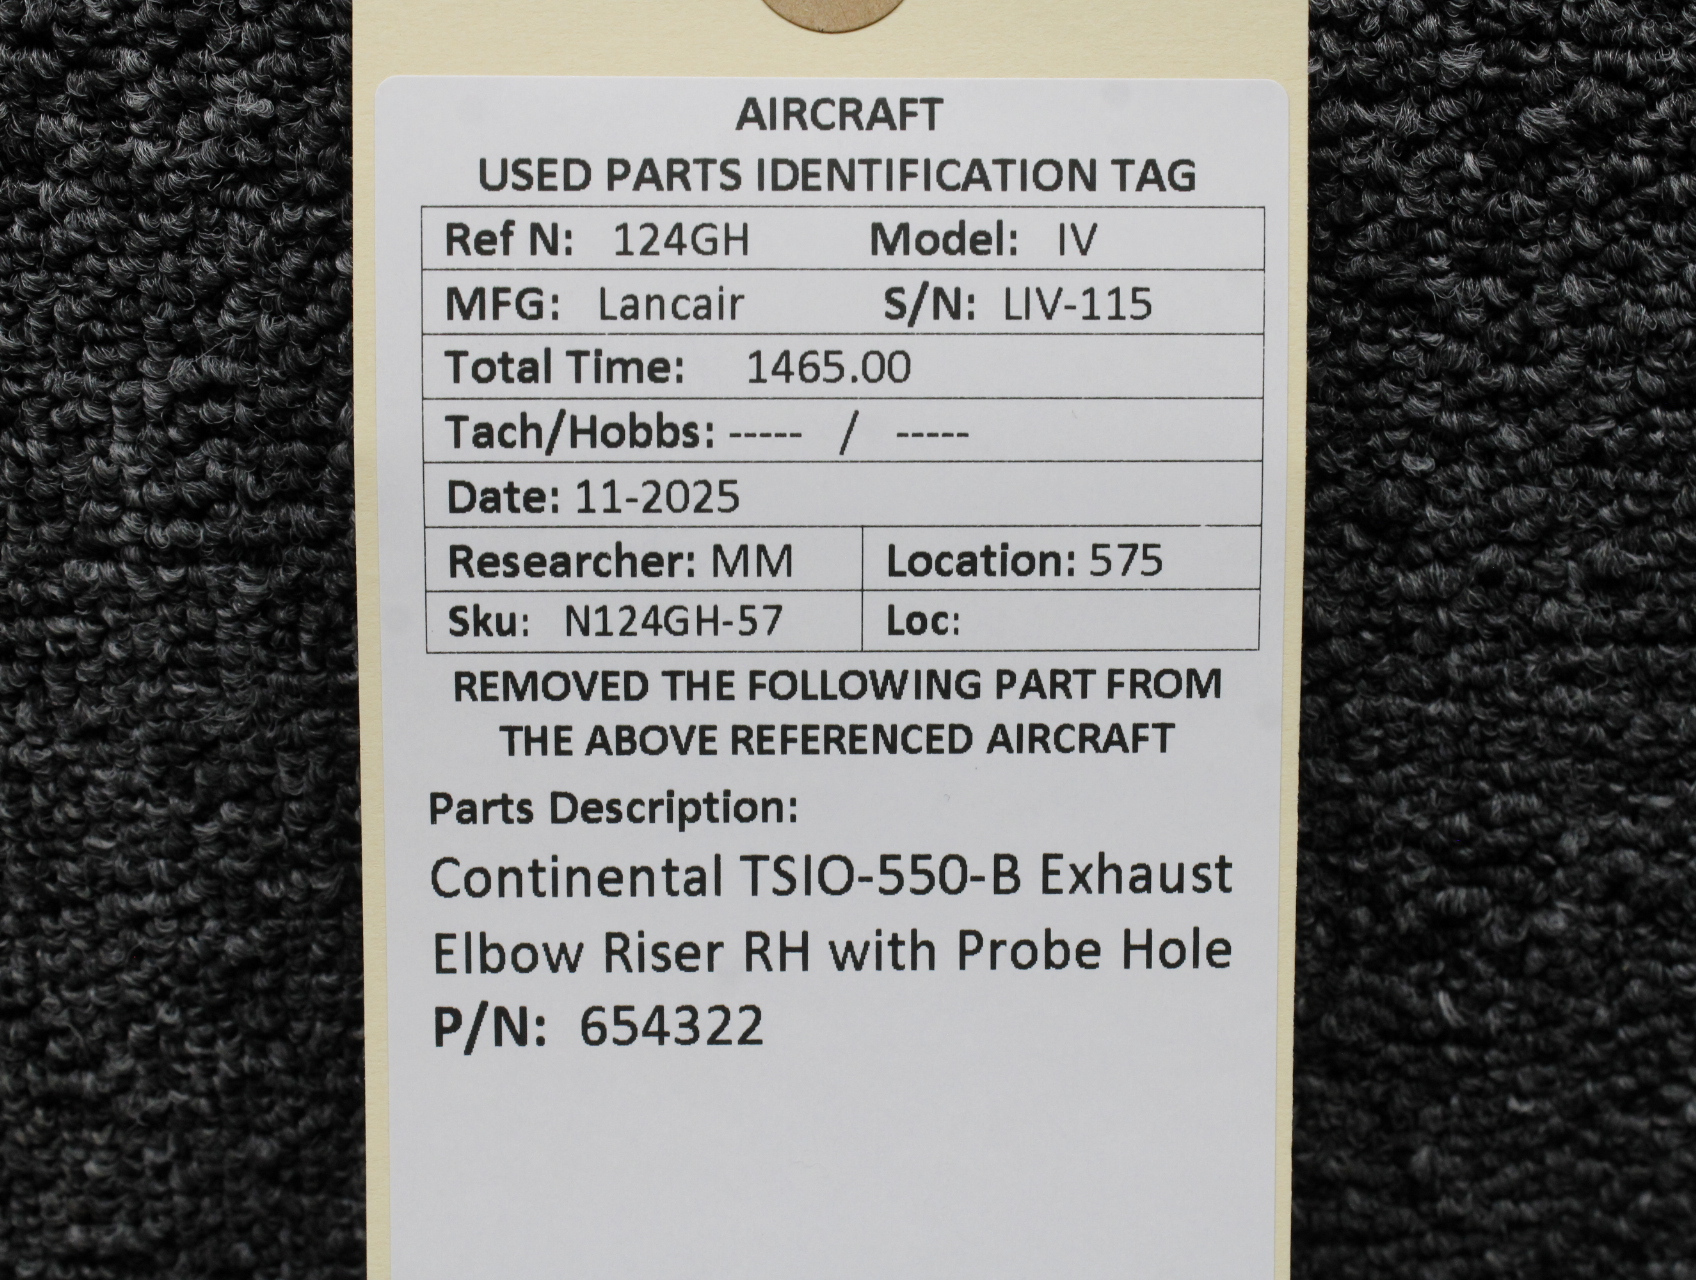 AIRCRAFT
USED PARTS IDENTIFICATION TAG
Ref N: 124GH Model: IV
MFG: Lancair S/N: LIV-115
Total Time: 1465.00
Tach/Hobbs: ----- / -----
Date: 11-2025
Researcher: MM Location: 575
Sku: N124GH-57 Loc:
REMOVED THE FOLLOWING PART FROM
THE ABOVE REFERENCED AIRCRAFT
Parts Description:
Continental TSIO-550-B Exhaust
Elbow Riser RH with Probe Hole
P/N: 654322